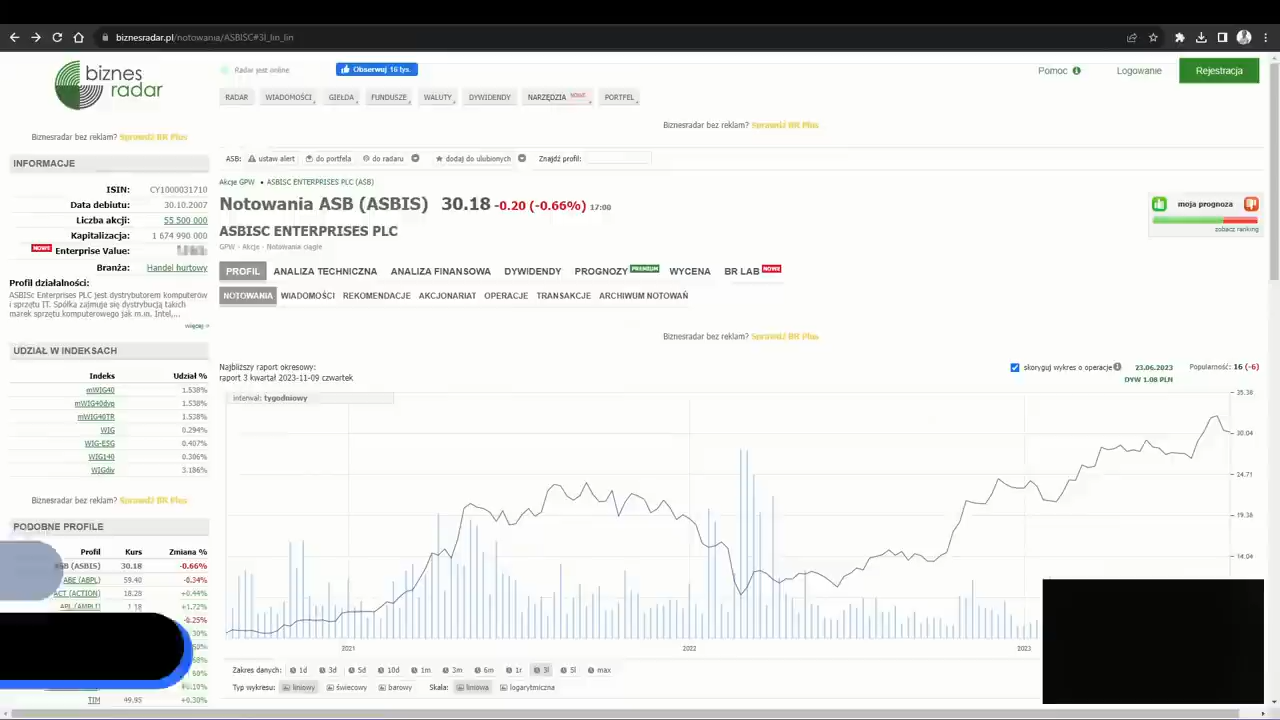 biznesradar.pl/notowania/ASBISC#3l_lin_lin
biznes
radar
Radar jest online
Obserwuj 16 tys.
Pomoc
Logowanie
Rejestracja
RADAR
WIADOMOŚCI
GIEŁDA
FUNDUSZE
WALUTY
DYWIDENDY
NARZĘDZIA NOWE
PORTFEL
Biznesradar bez reklam? Sprawdź BR Plus
Biznesradar bez reklam? Sprawdź BR Plus
INFORMACJE
ISIN: CY1000031710
Data debiutu: 30.10.2007
Liczba akcji: 55 500 000
Kapitalizacja: 1 674 990 000
NOWE Enterprise Value:
Branża: Handel hurtowy
Profil działalności:
ASBISc Enterprises PLC jest dystrybutorem komputerów
i sprzętu IT. Spółka zajmuje się dystrybucją takich
marek sprzętu komputerowego jak m.in. Intel,...
więcej »
UDZIAŁ W INDEKSACH
Indeks Udział %
mWIG40 1.538%
mWIG40dvp 1.538%
mWIG40TR 1.538%
WIG 0.294%
WIG-ESG 0.407%
WIG140 0.306%
WIGdiv 3.186%
Biznesradar bez reklam? Sprawdź BR Plus
PODOBNE PROFILE
Profil Kurs Zmiana %
(ASBIS) 30.18 -0.66%
ABE (ABPL) 59.40 -0.34%
ACT (ACTION) 18.28 +0.44%
APL (AMPLI) 1.18 +1.72%
-0.25%
TIM 49.95 +0.30%
ASB: ustaw alert do portfela do radaru dodaj do ulubionych Znajdź profil:
Akcje GPW • ASBISC ENTERPRISES PLC (ASB)
Notowania ASB (ASBIS) 30.18 -0.20 (-0.66%) 17:00
ASBISC ENTERPRISES PLC
GPW - Akcje - Notowania ciągłe
moja prognoza
zobacz ranking
PROFIL ANALIZA TECHNICZNA ANALIZA FINANSOWA DYWIDENDY PROGNOZY PREMIUM WYCENA BR LAB NOWE
NOTOWANIA WIADOMOŚCI REKOMENDACJE AKCJONARIAT OPERACJE TRANSAKCJE ARCHIWUM NOTOWAŃ
Biznesradar bez reklam? Sprawdź BR Plus
Najbliższy raport okresowy:
raport 3 kwartał 2023-11-09 czwartek
skoryguj wykres o operacje
23.06.2023
DYW 1.08 PLN
Popularność: 16 (-6)
interval: tygodniowy
35.38
30.04
24.71
19.38
14.04
2021 2022 2023
Zakres danych: 1d 3d 5d 10d 1m 3m 6m 1r 3l 5l max
Typ wykresu: liniowy świecowy barowy Skala: liniowa logarytmiczna